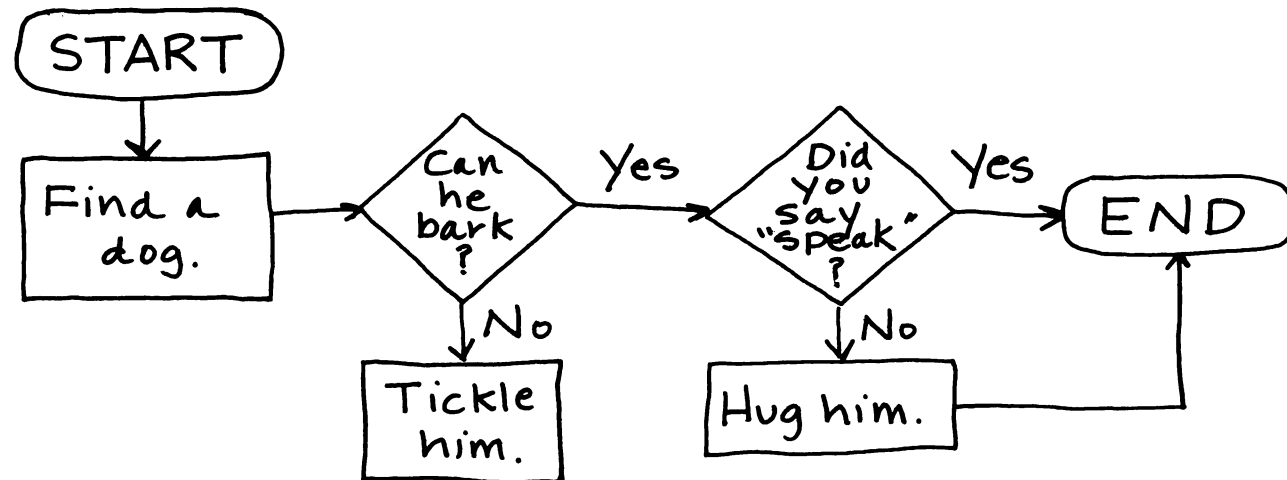 START
Find a
dog.
Can
he
bark
?
Yes
No
Tickle
him.
Did
you
say
"speak"
?
Yes
No
Hug him.
END